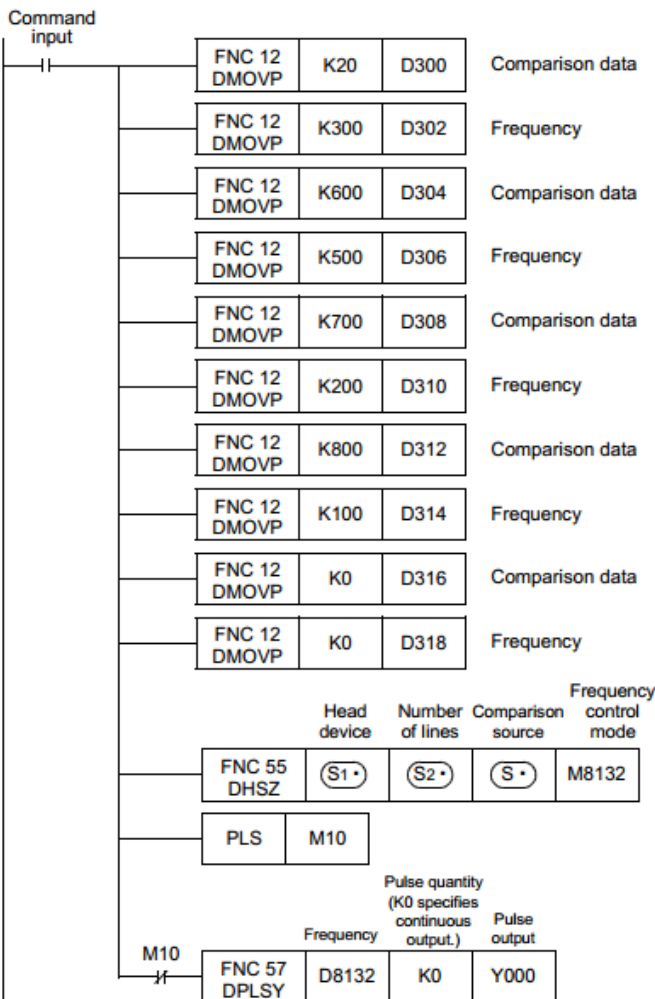 Command
input
FNC 12
DMOVP
K20
D300
Comparison data
FNC 12
DMOVP
K300
D302
Frequency
FNC 12
DMOVP
K600
D304
Comparison data
FNC 12
DMOVP
K500
D306
Frequency
FNC 12
DMOVP
K700
D308
Comparison data
FNC 12
DMOVP
K200
D310
Frequency
FNC 12
DMOVP
K800
D312
Comparison data
FNC 12
DMOVP
K100
D314
Frequency
FNC 12
DMOVP
K0
D316
Comparison data
FNC 12
DMOVP
K0
D318
Frequency
Head
device
Number
of lines
Comparison
source
Frequency
control
mode
FNC 55
DHSZ
S1 •
S2 •
S •
M8132
PLS
M10
Pulse quantity
(K0 specifies
continuous
output.)
Frequency
Pulse
output
M10
FNC 57
DPLSY
D8132
K0
Y000